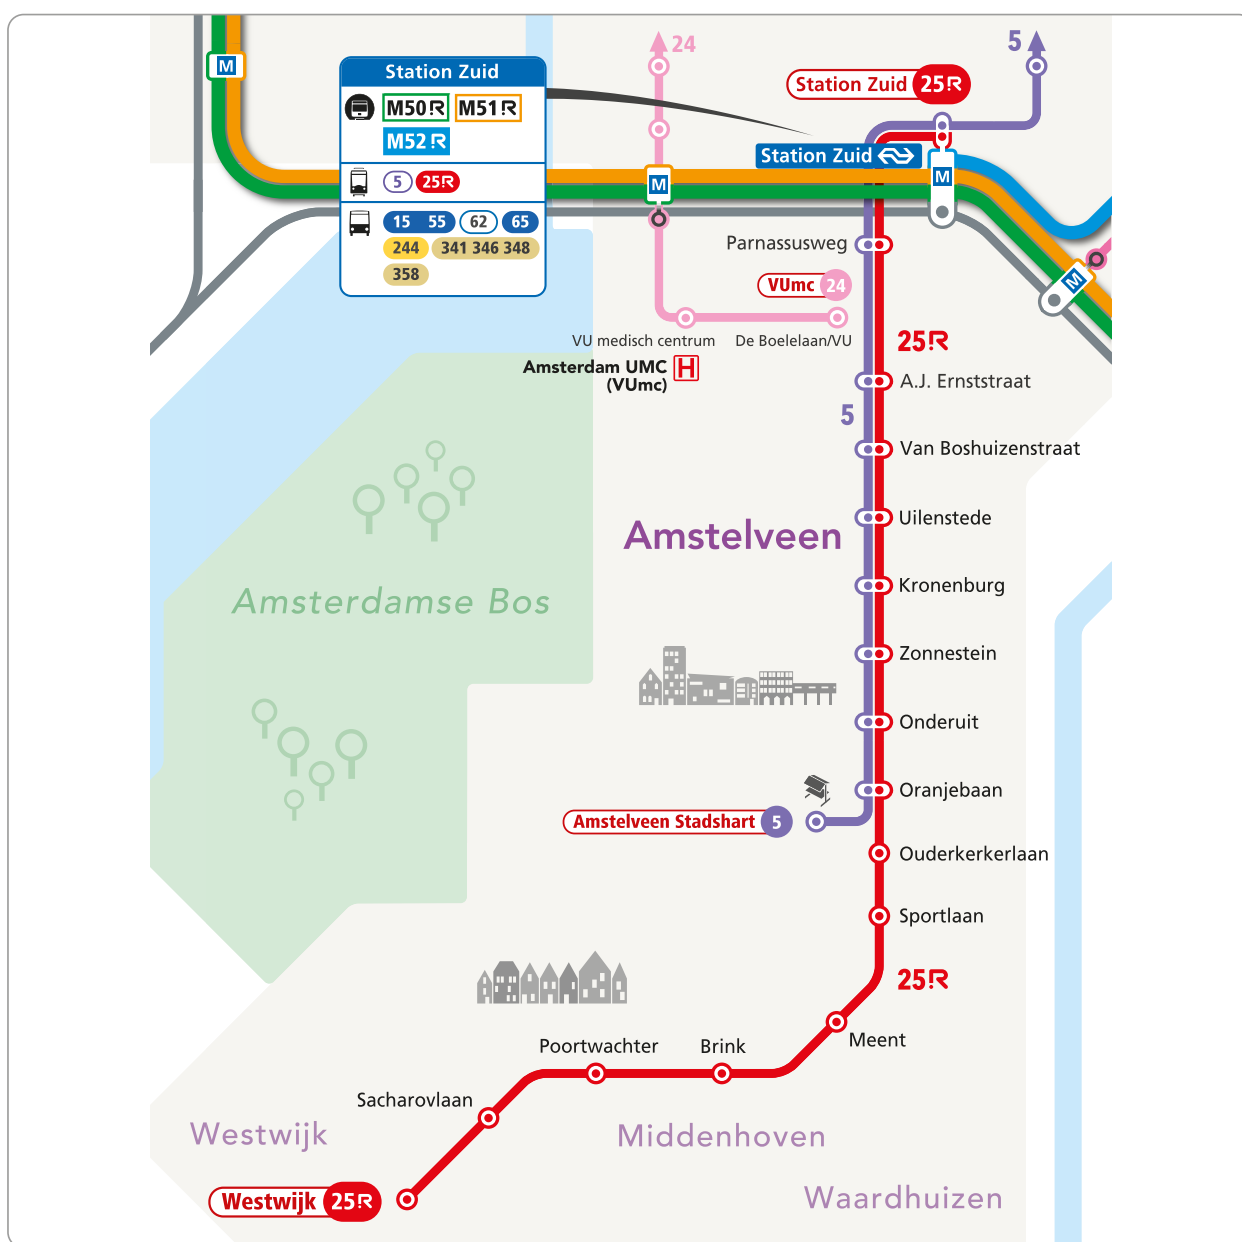 24
5
Station Zuid 25R
Station Zuid
M50R M51R
M52R
5 25R
15 55 62 65
244 341 346 348
358
M
Station Zuid
M
M
M
Parnassusweg
VUmc 24
VU medisch centrum
De Boelelaan/VU
Amsterdam UMC
(VUmc)
H
25R
A.J. Ernststraat
5
Van Boshuizenstraat
Uilenstede
Amstelveen
Kronenburg
Amsterdamse Bos
Zonnestein
Onderuit
Oranjebaan
Amstelveen Stadshart 5
Ouderkerkerlaan
Sportlaan
25R
Meent
Brink
Poortwachter
Sacharovlaan
Westwijk
Middenhoven
Westwijk 25R
Waardhuizen